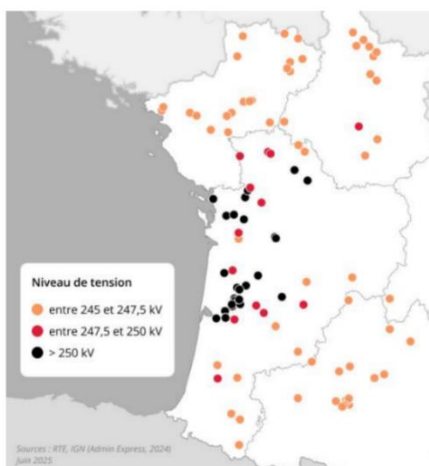 Niveau de tension
entre 245 et 247,5 kV
entre 247,5 et 250 kV
> 250 kV
Sources : RTE, IGN (Admin Express, 2024)
Juin 2025